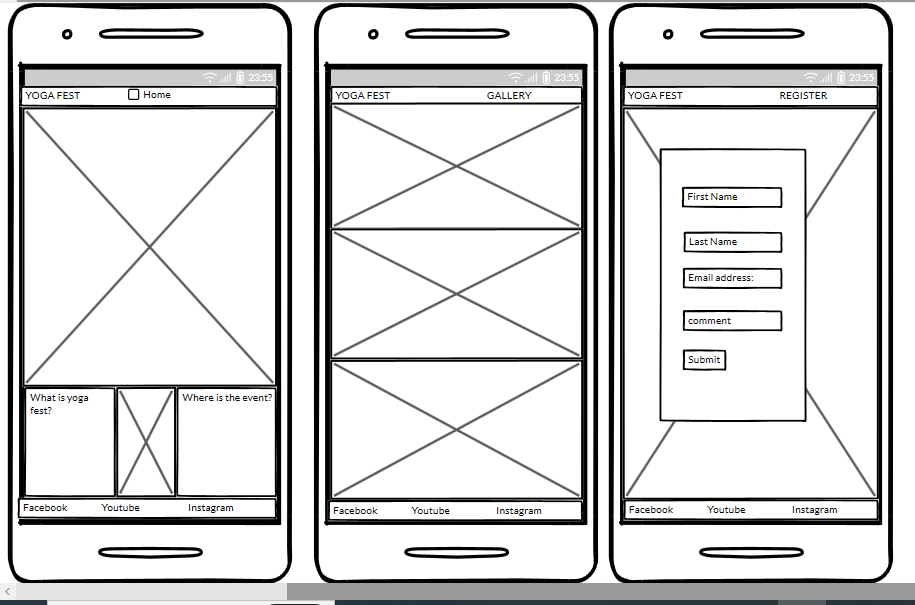 23:55
YOGA FEST Home
What is yoga
fest?
Where is the event?
Facebook Youtube Instagram
23:55
YOGA FEST GALLERY
Facebook Youtube Instagram
23:55
YOGA FEST REGISTER
First Name
Last Name
Email address:
comment
Submit
Facebook Youtube Instagram